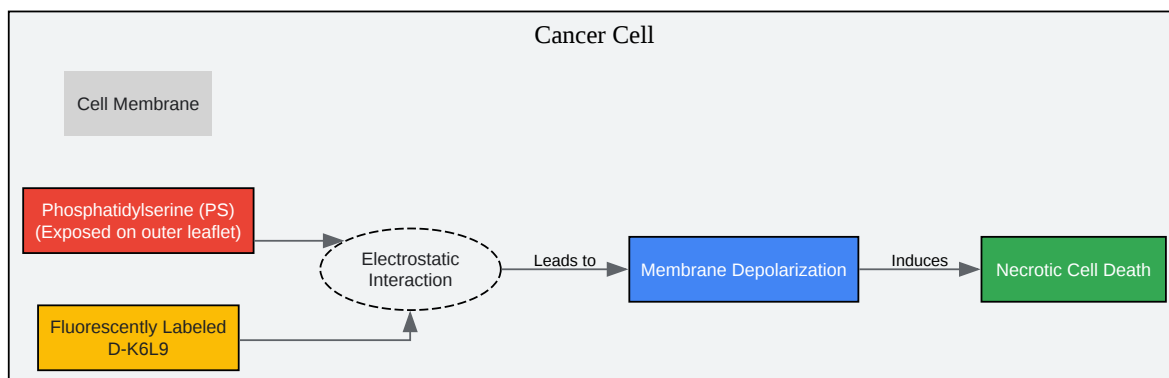 Cancer Cell
Cell Membrane
Phosphatidylserine (PS)
(Exposed on outer leaflet)
Fluorescently Labeled
D-K6L9
Electrostatic
Interaction
Leads to
Membrane Depolarization
Induces
Necrotic Cell Death